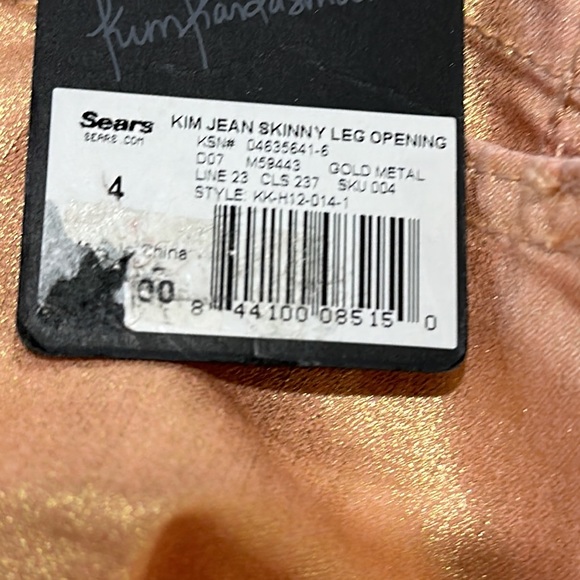 Sears
SEARS.COM
KIM JEAN SKINNY LEG OPENING
KSN# 04635641-6
D07 M59443 GOLD METAL
LINE 23 CLS 237 SKU 004
STYLE: KK-H12-014-1
4
China
00
8 44100 08515 0